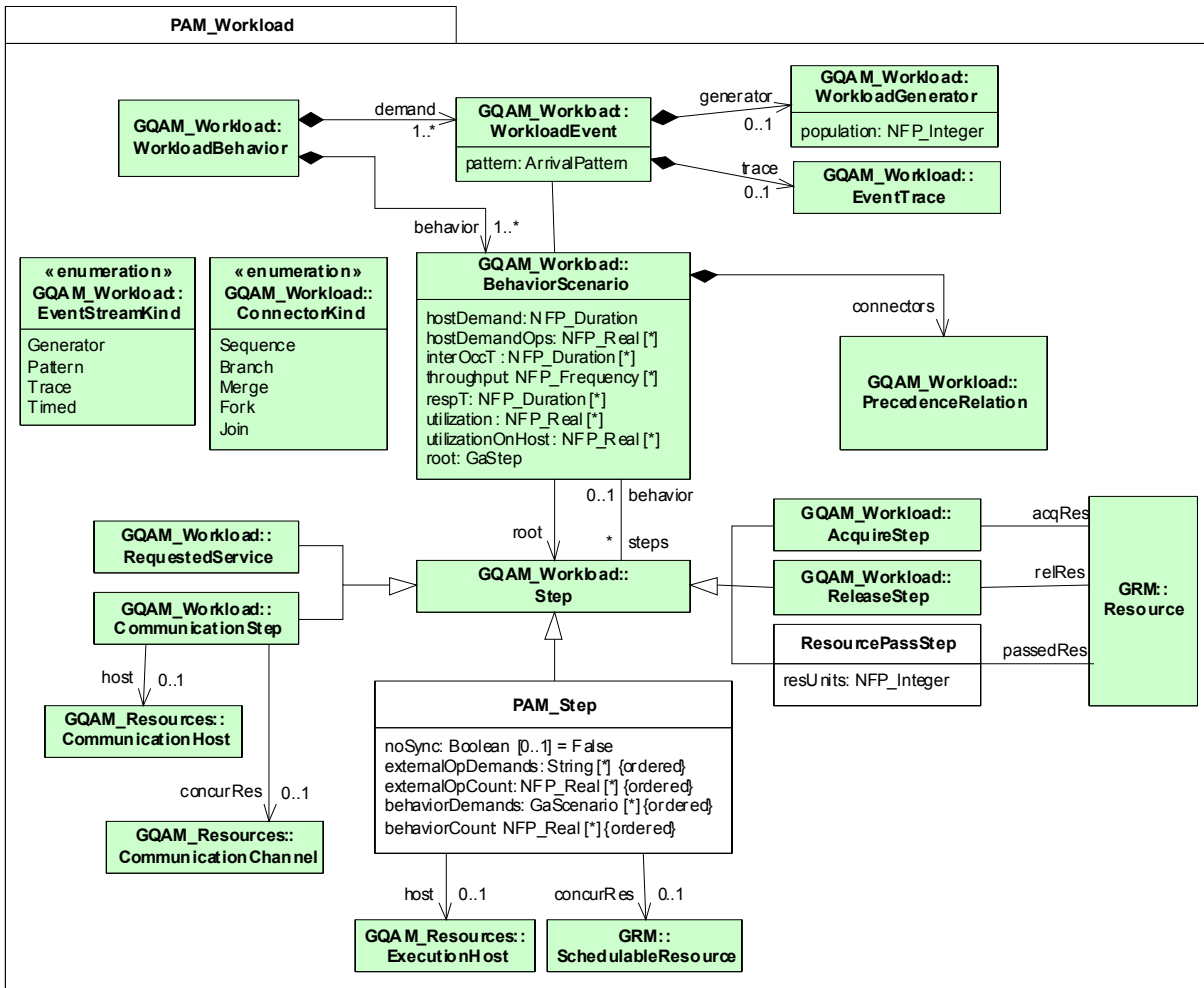 PAM_Workload
GQAM_Workload::
WorkloadBehavior
demand
1..*
GQAM_Workload::
WorkloadEvent
pattern: ArrivalPattern
generator
0..1
GQAM_Workload::
WorkloadGenerator
population: NFP_Integer
trace
0..1
GQAM_Workload::
EventTrace
behavior
1..*
« enumeration »
GQAM_Workload::
EventStreamKind
Generator
Pattern
Trace
Timed
« enumeration »
GQAM_Workload::
ConnectorKind
Sequence
Branch
Merge
Fork
Join
GQAM_Workload::
BehaviorScenario
hostDemand: NFP_Duration
hostDemandOps: NFP_Real [*]
interOccT : NFP_Duration [*]
throughput: NFP_Frequency [*]
respT: NFP_Duration [*]
utilization : NFP_Real [*]
utilizationOnHost : NFP_Real [*]
root: GaStep
connectors
GQAM_Workload::
PrecedenceRelation
root
0..1
behavior
*
steps
GQAM_Workload::
RequestedService
GQAM_Workload::
CommunicationStep
GQAM_Workload::
Step
GQAM_Workload::
AcquireStep
acqRes
GQAM_Workload::
ReleaseStep
relRes
ResourcePassStep
resUnits: NFP_Integer
passedRes
GRM::
Resource
host
0..1
GQAM_Resources::
CommunicationHost
concurRes
0..1
GQAM_Resources::
CommunicationChannel
PAM_Step
noSync: Boolean [0..1] = False
externalOpDemands: String [*] {ordered}
externalOpCount: NFP_Real [*] {ordered}
behaviorDemands: GaScenario [*] {ordered}
behaviorCount: NFP_Real [*] {ordered}
host
0..1
GQAM_Resources::
ExecutionHost
concurRes
0..1
GRM::
SchedulableResource